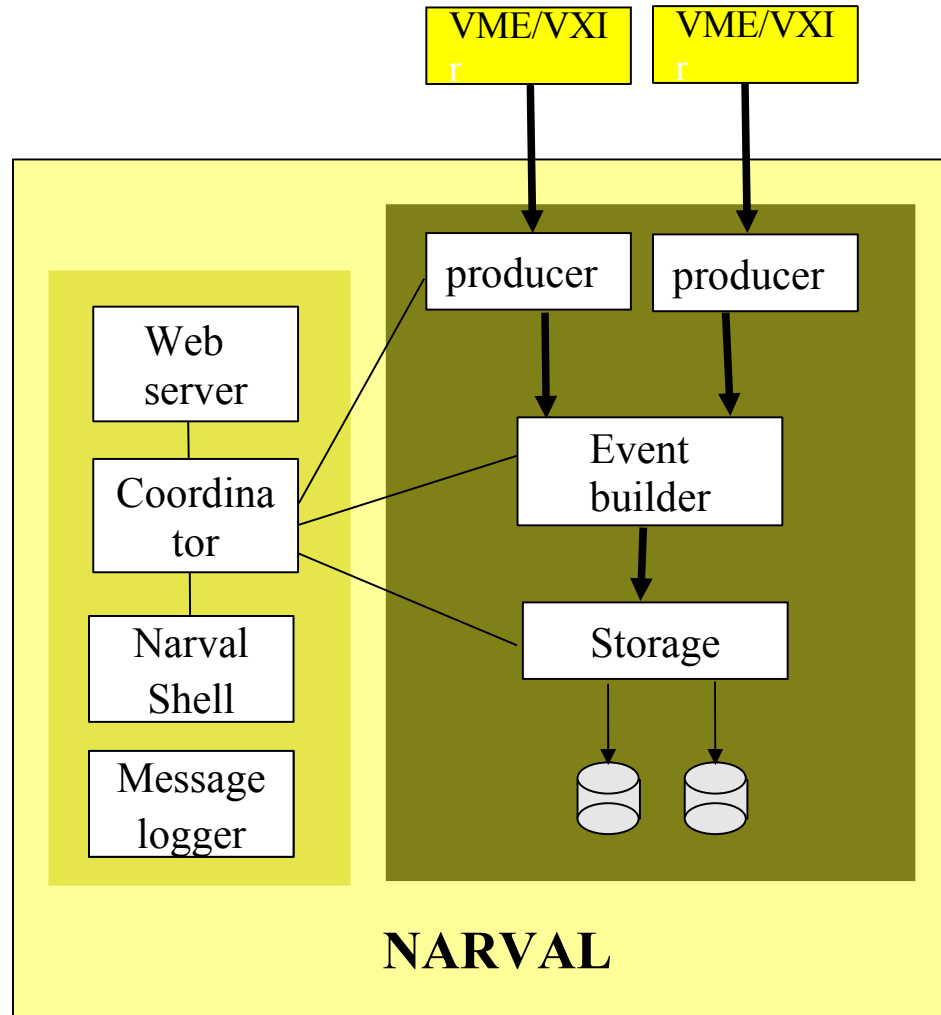 VME/VXI
r
VME/VXI
r
producer
producer
Web
server
Event
builder
Coordina
tor
Narval
Shell
Storage
Message
logger
NARVAL